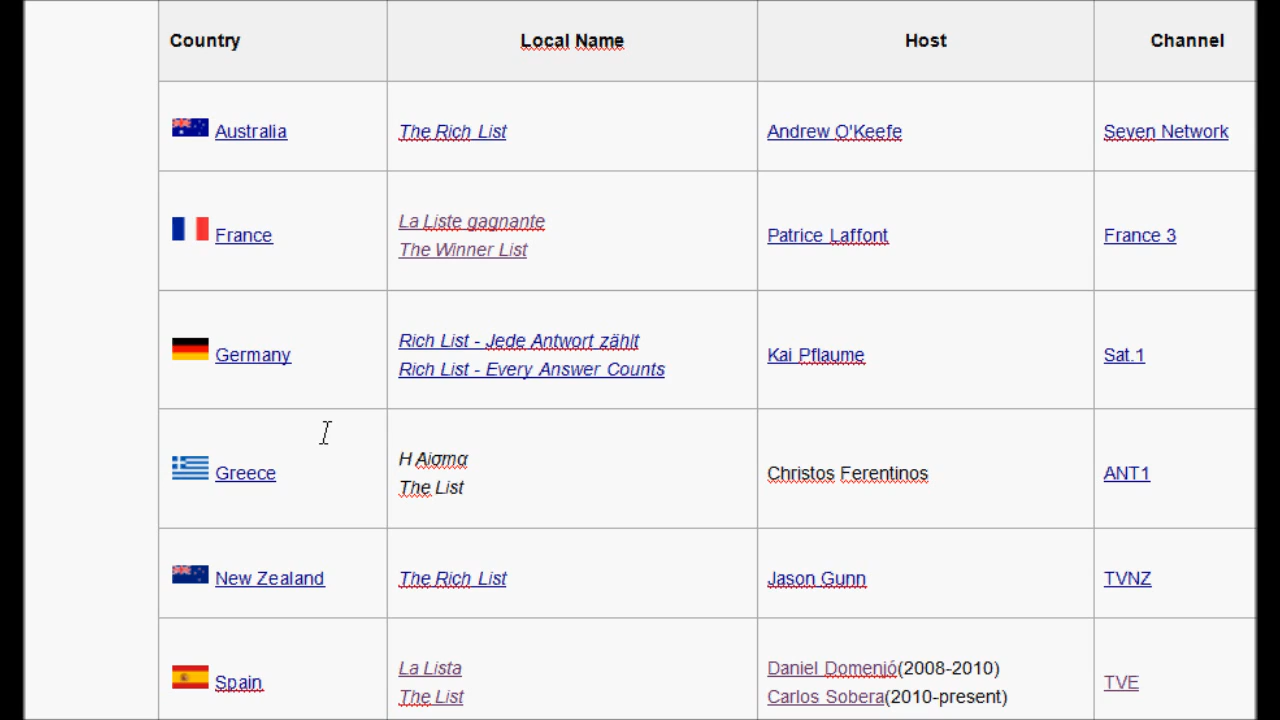 Country Local Name Host Channel
Australia The Rich List Andrew O'Keefe Seven Network
La Liste gagnante
France Patrice Laffont France 3
The Winner List
Rich List - Jede Antwort zählt
Germany Kai Pflaume Sat.1
Rich List - Every Answer Counts
Η Λίσστα
Greece Christos Ferentinos ANT1
The List
New Zealand The Rich List Jason Gunn TVNZ
La Lista Daniel Domenjó(2008-2010)
Spain TVE
The List Carlos Sobera(2010-present)